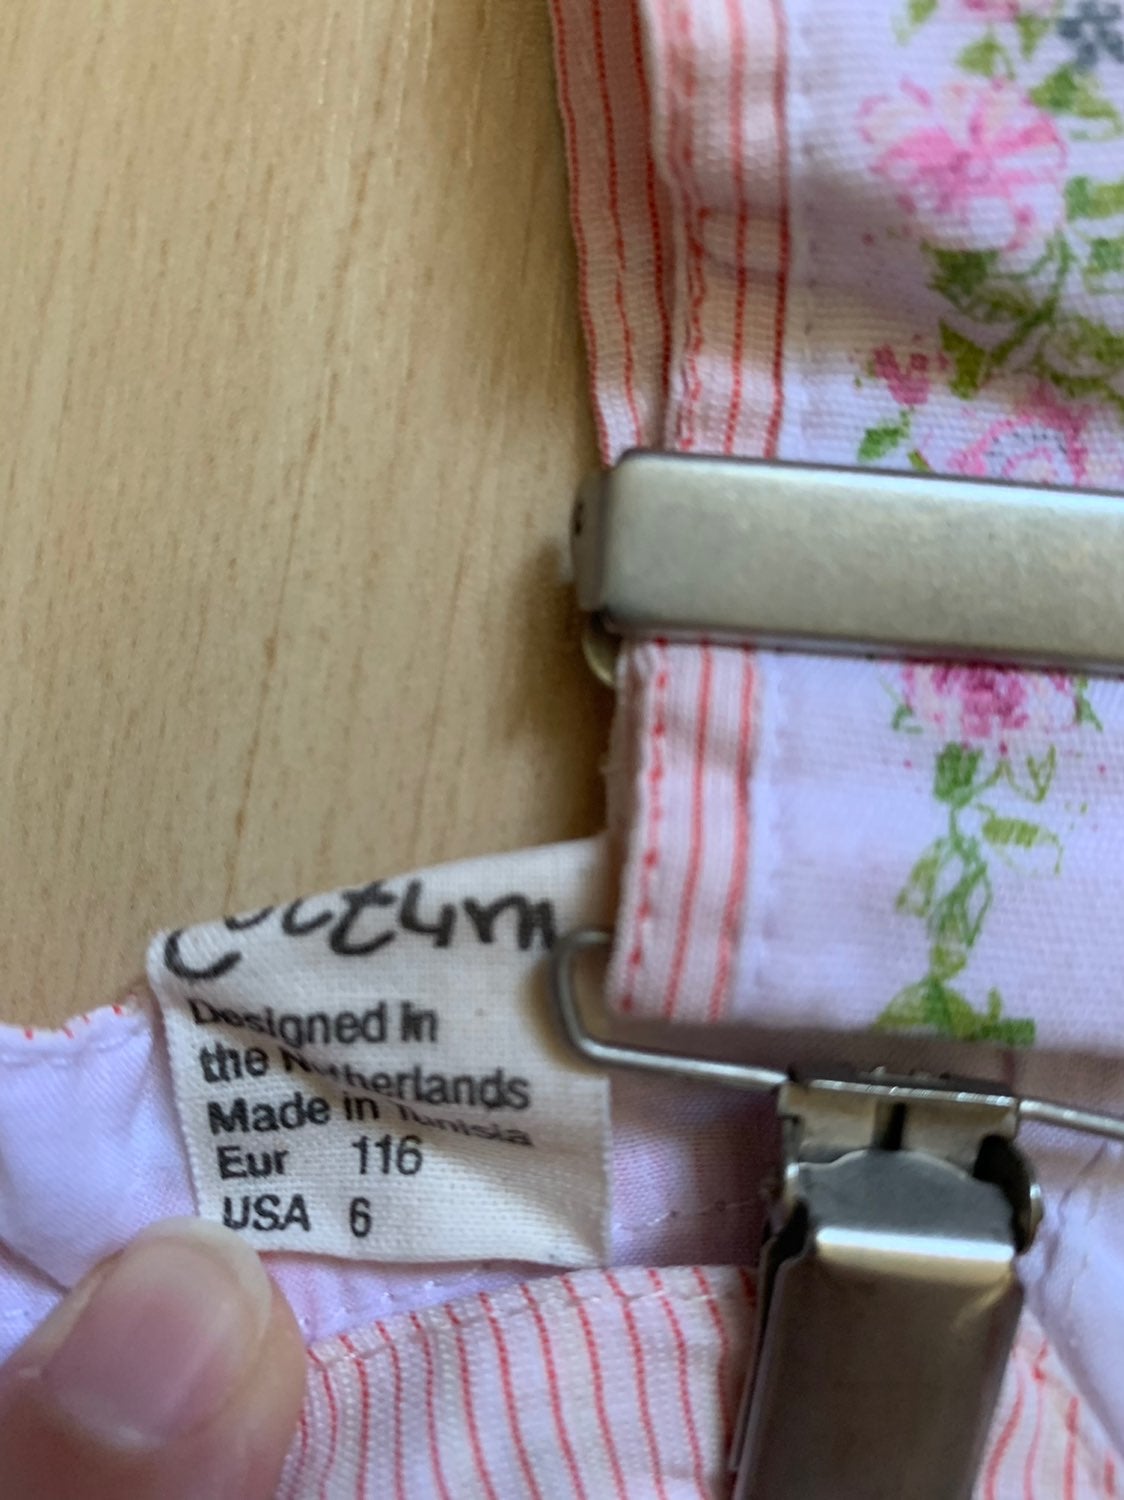 Designed in
the Netherlands
Made in Tunisia
Eur 116
USA 6